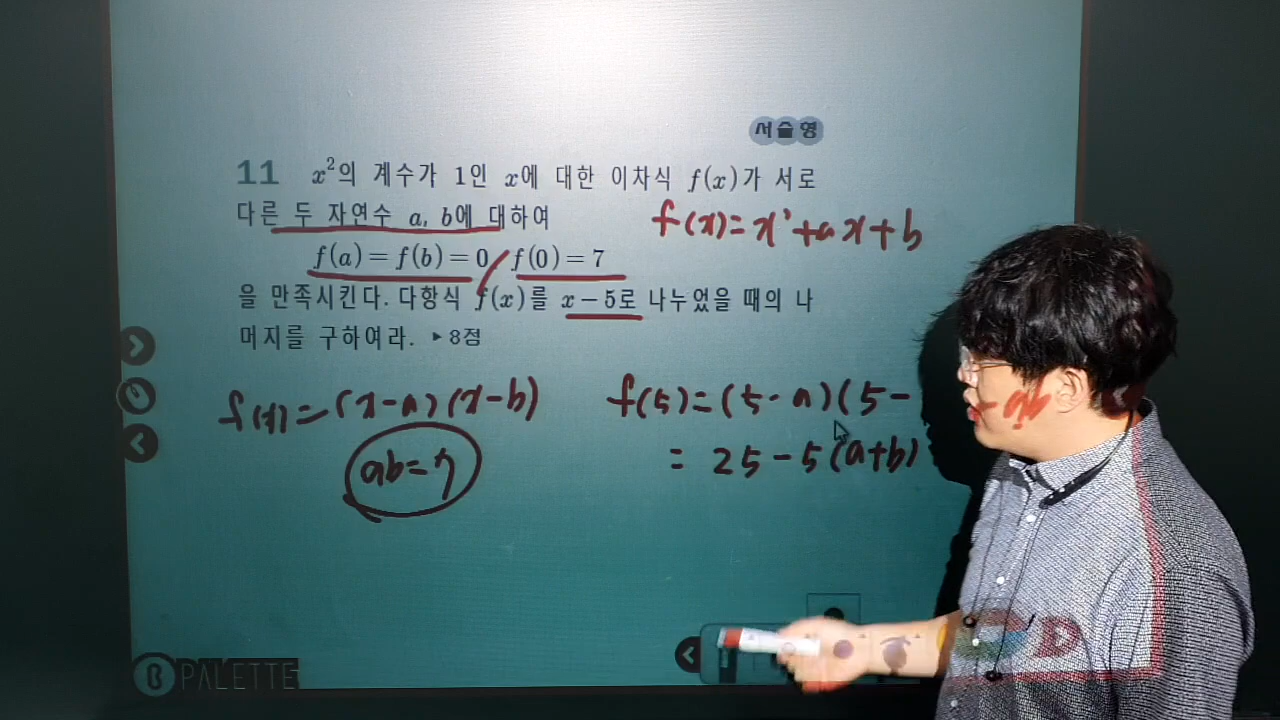 서술형
11 x²의 계수가 1인 x에 대한 이차식 f(x)가 서로
다른 두 자연수 a, b에 대하여
f(x)=x²+ax+b
f(a)=f(b)=0, f(0)=7
을 만족시킨다. 다항식 f(x)를 x-5로 나누었을 때의 나
머지를 구하여라. ▶8점
f(x)=(x-a)(x-b)
ab=7
f(5)=(5-a)(5-
= 25-5(a+b)
B PALETTE